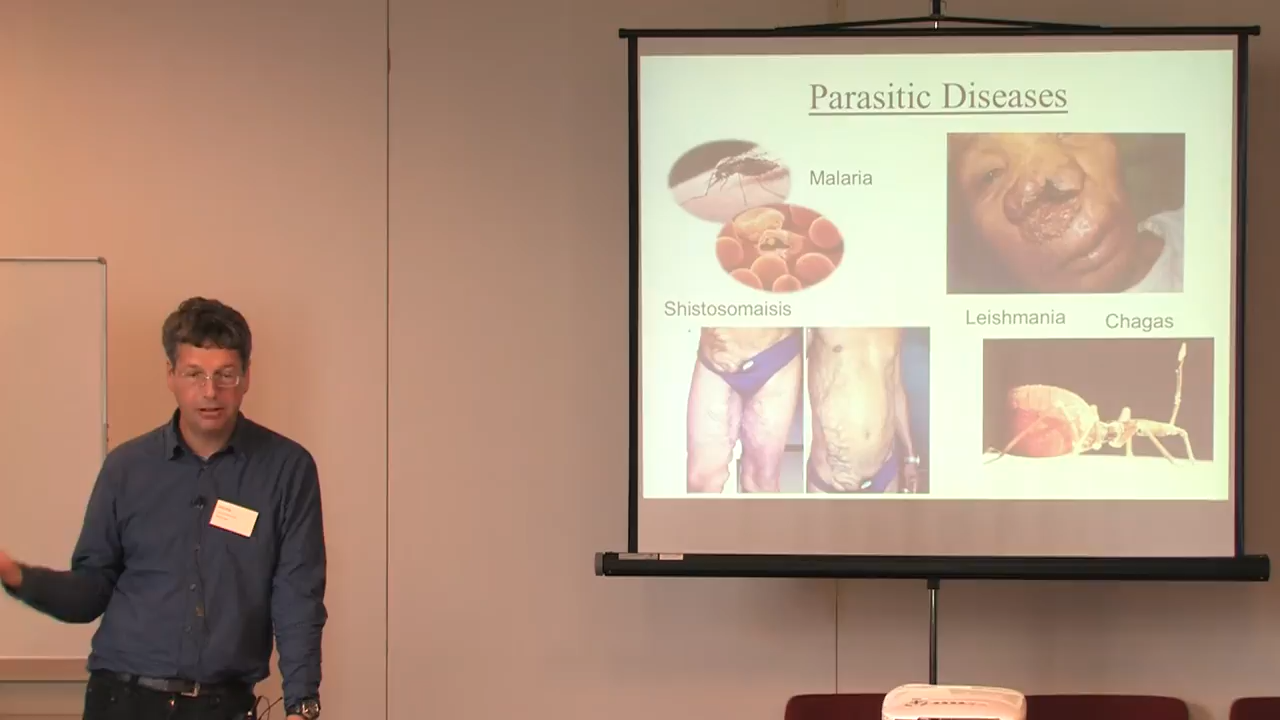 Parasitic Diseases
Malaria
Shistosomaisis
Leishmania
Chagas